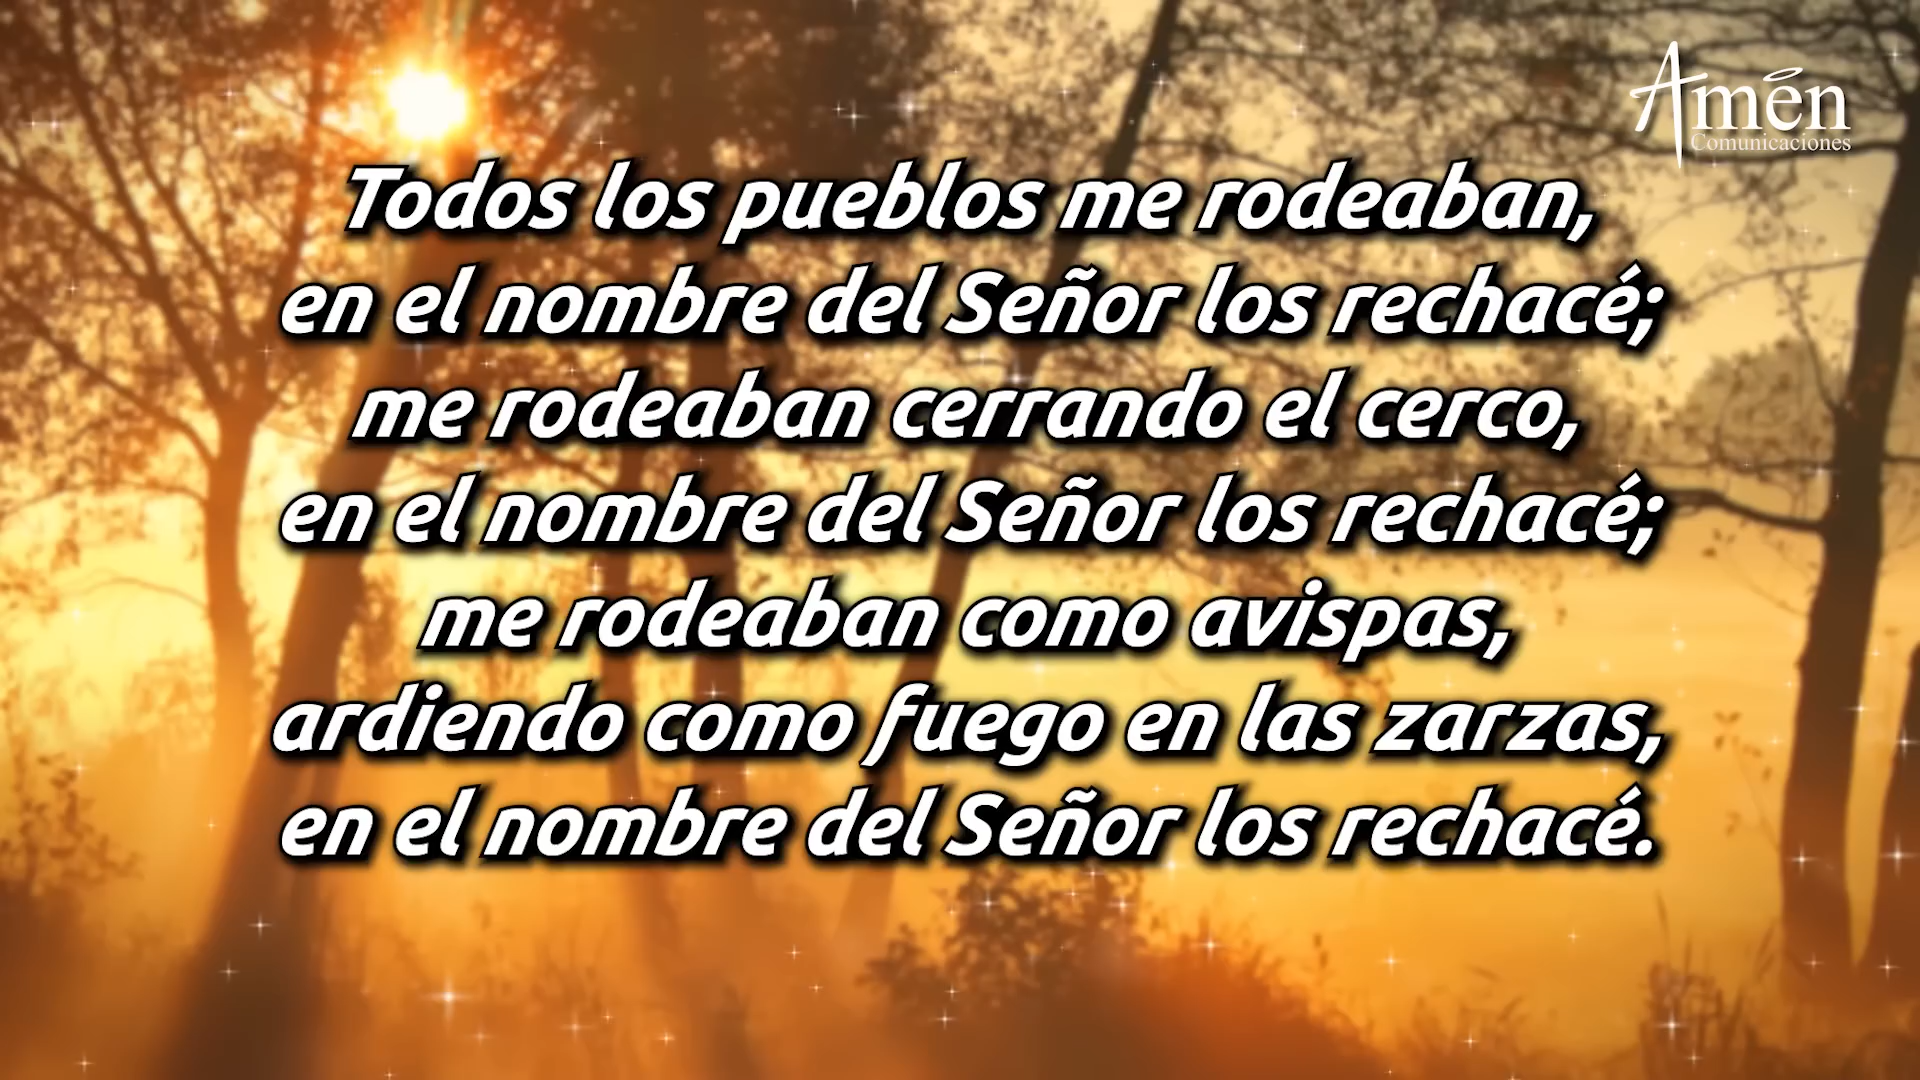 Amén
Comunicaciones
Todos los pueblos me rodeaban,
en el nombre del Señor los rechacé;
me rodeaban cerrando el cerco,
en el nombre del Señor los rechacé;
me rodeaban como avispas,
ardiendo como fuego en las zarzas,
en el nombre del Señor los rechacé.